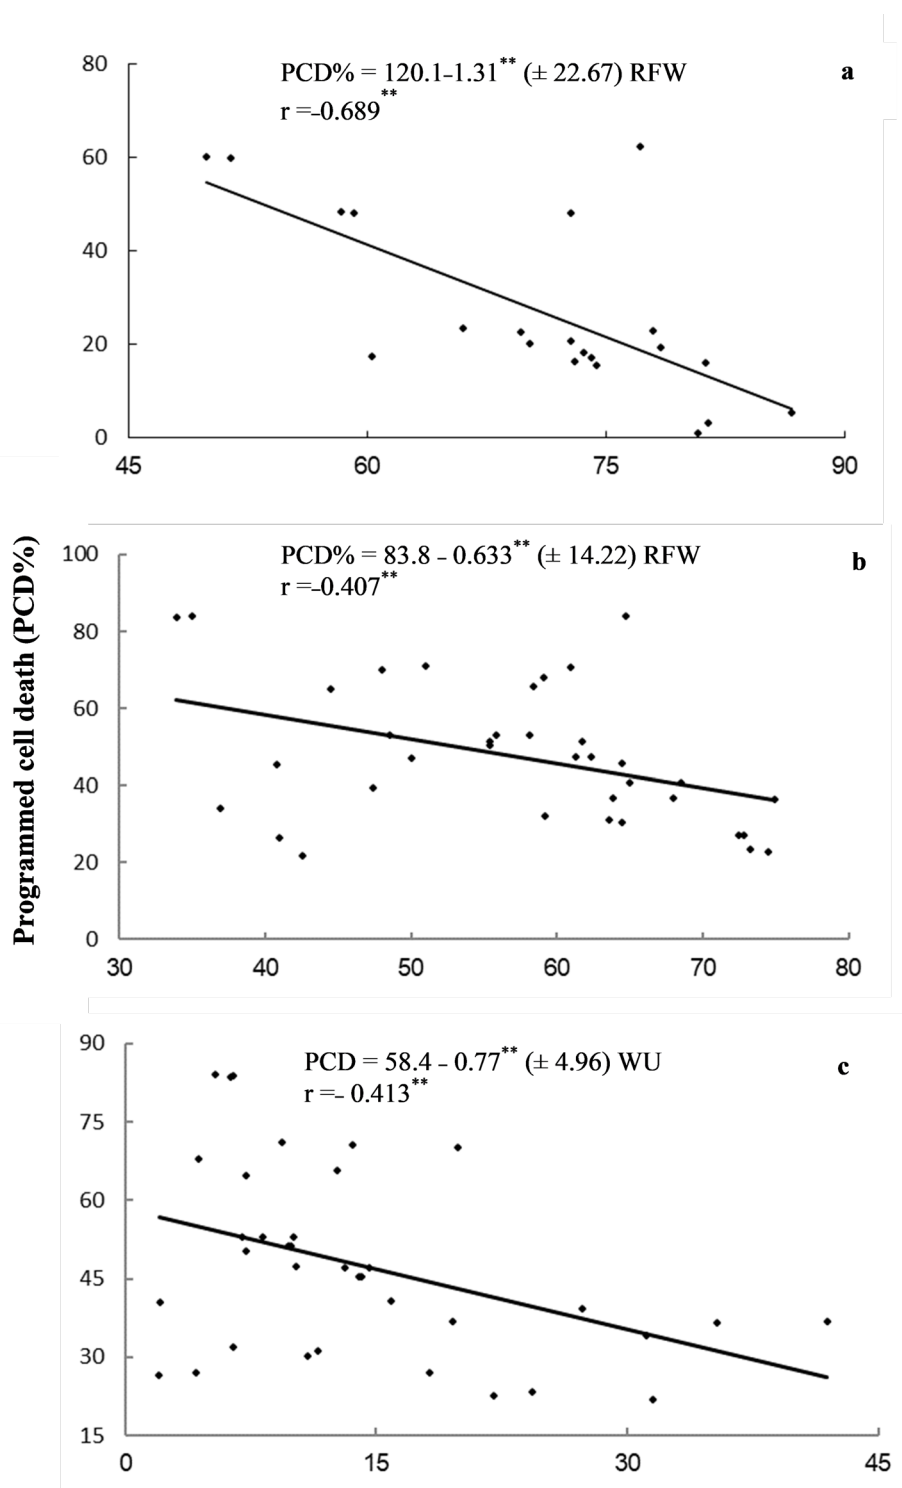 80
PCD% = 120.1-1.31** (± 22.67) RFW
a
r =-0.689**
60
40
20
0
45 60 75 90
Programmed cell death (PCD%)
100
PCD% = 83.8 - 0.633** (± 14.22) RFW
b
r =-0.407**
80
60
40
20
0
30 40 50 60 70 80
90
PCD = 58.4 - 0.77** (± 4.96) WU
c
r =- 0.413**
75
60
45
30
15
0 15 30 45